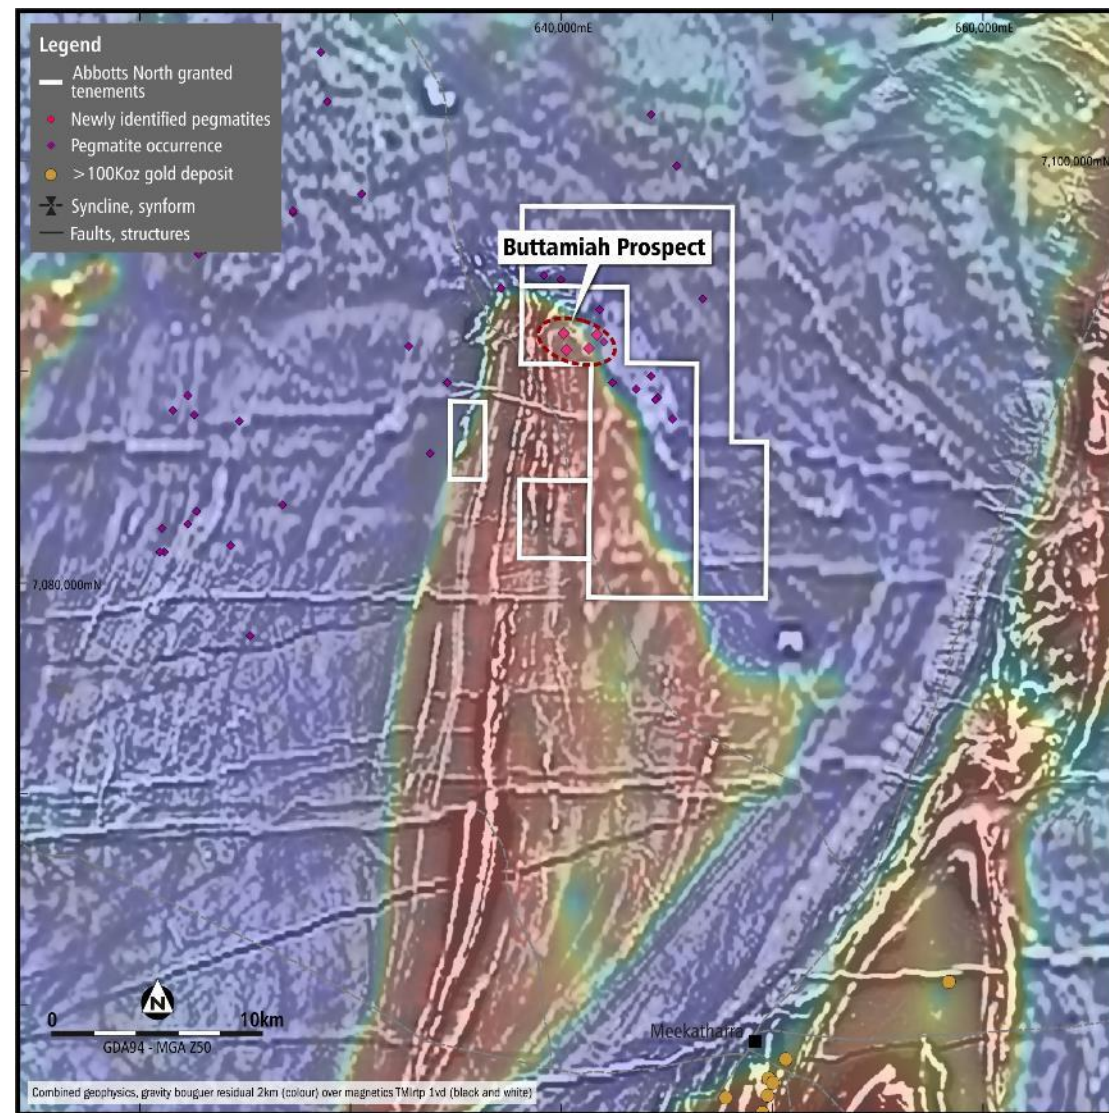 640,000mE
660,000mE
Legend
Abbotts North granted
tenements
Newly identified pegmatites
Pegmatite occurrence
>100Koz gold deposit
Syncline, synform
Faults, structures
7,100,000mN
Buttamiah Prospect
7,080,000mN
N
0 10km
GDA94 - MGA Z50
Meekatharra
Combined geophysics, gravity bouguer residual 2km (colour) over magnetics TMIrtp 1vd (black and white)